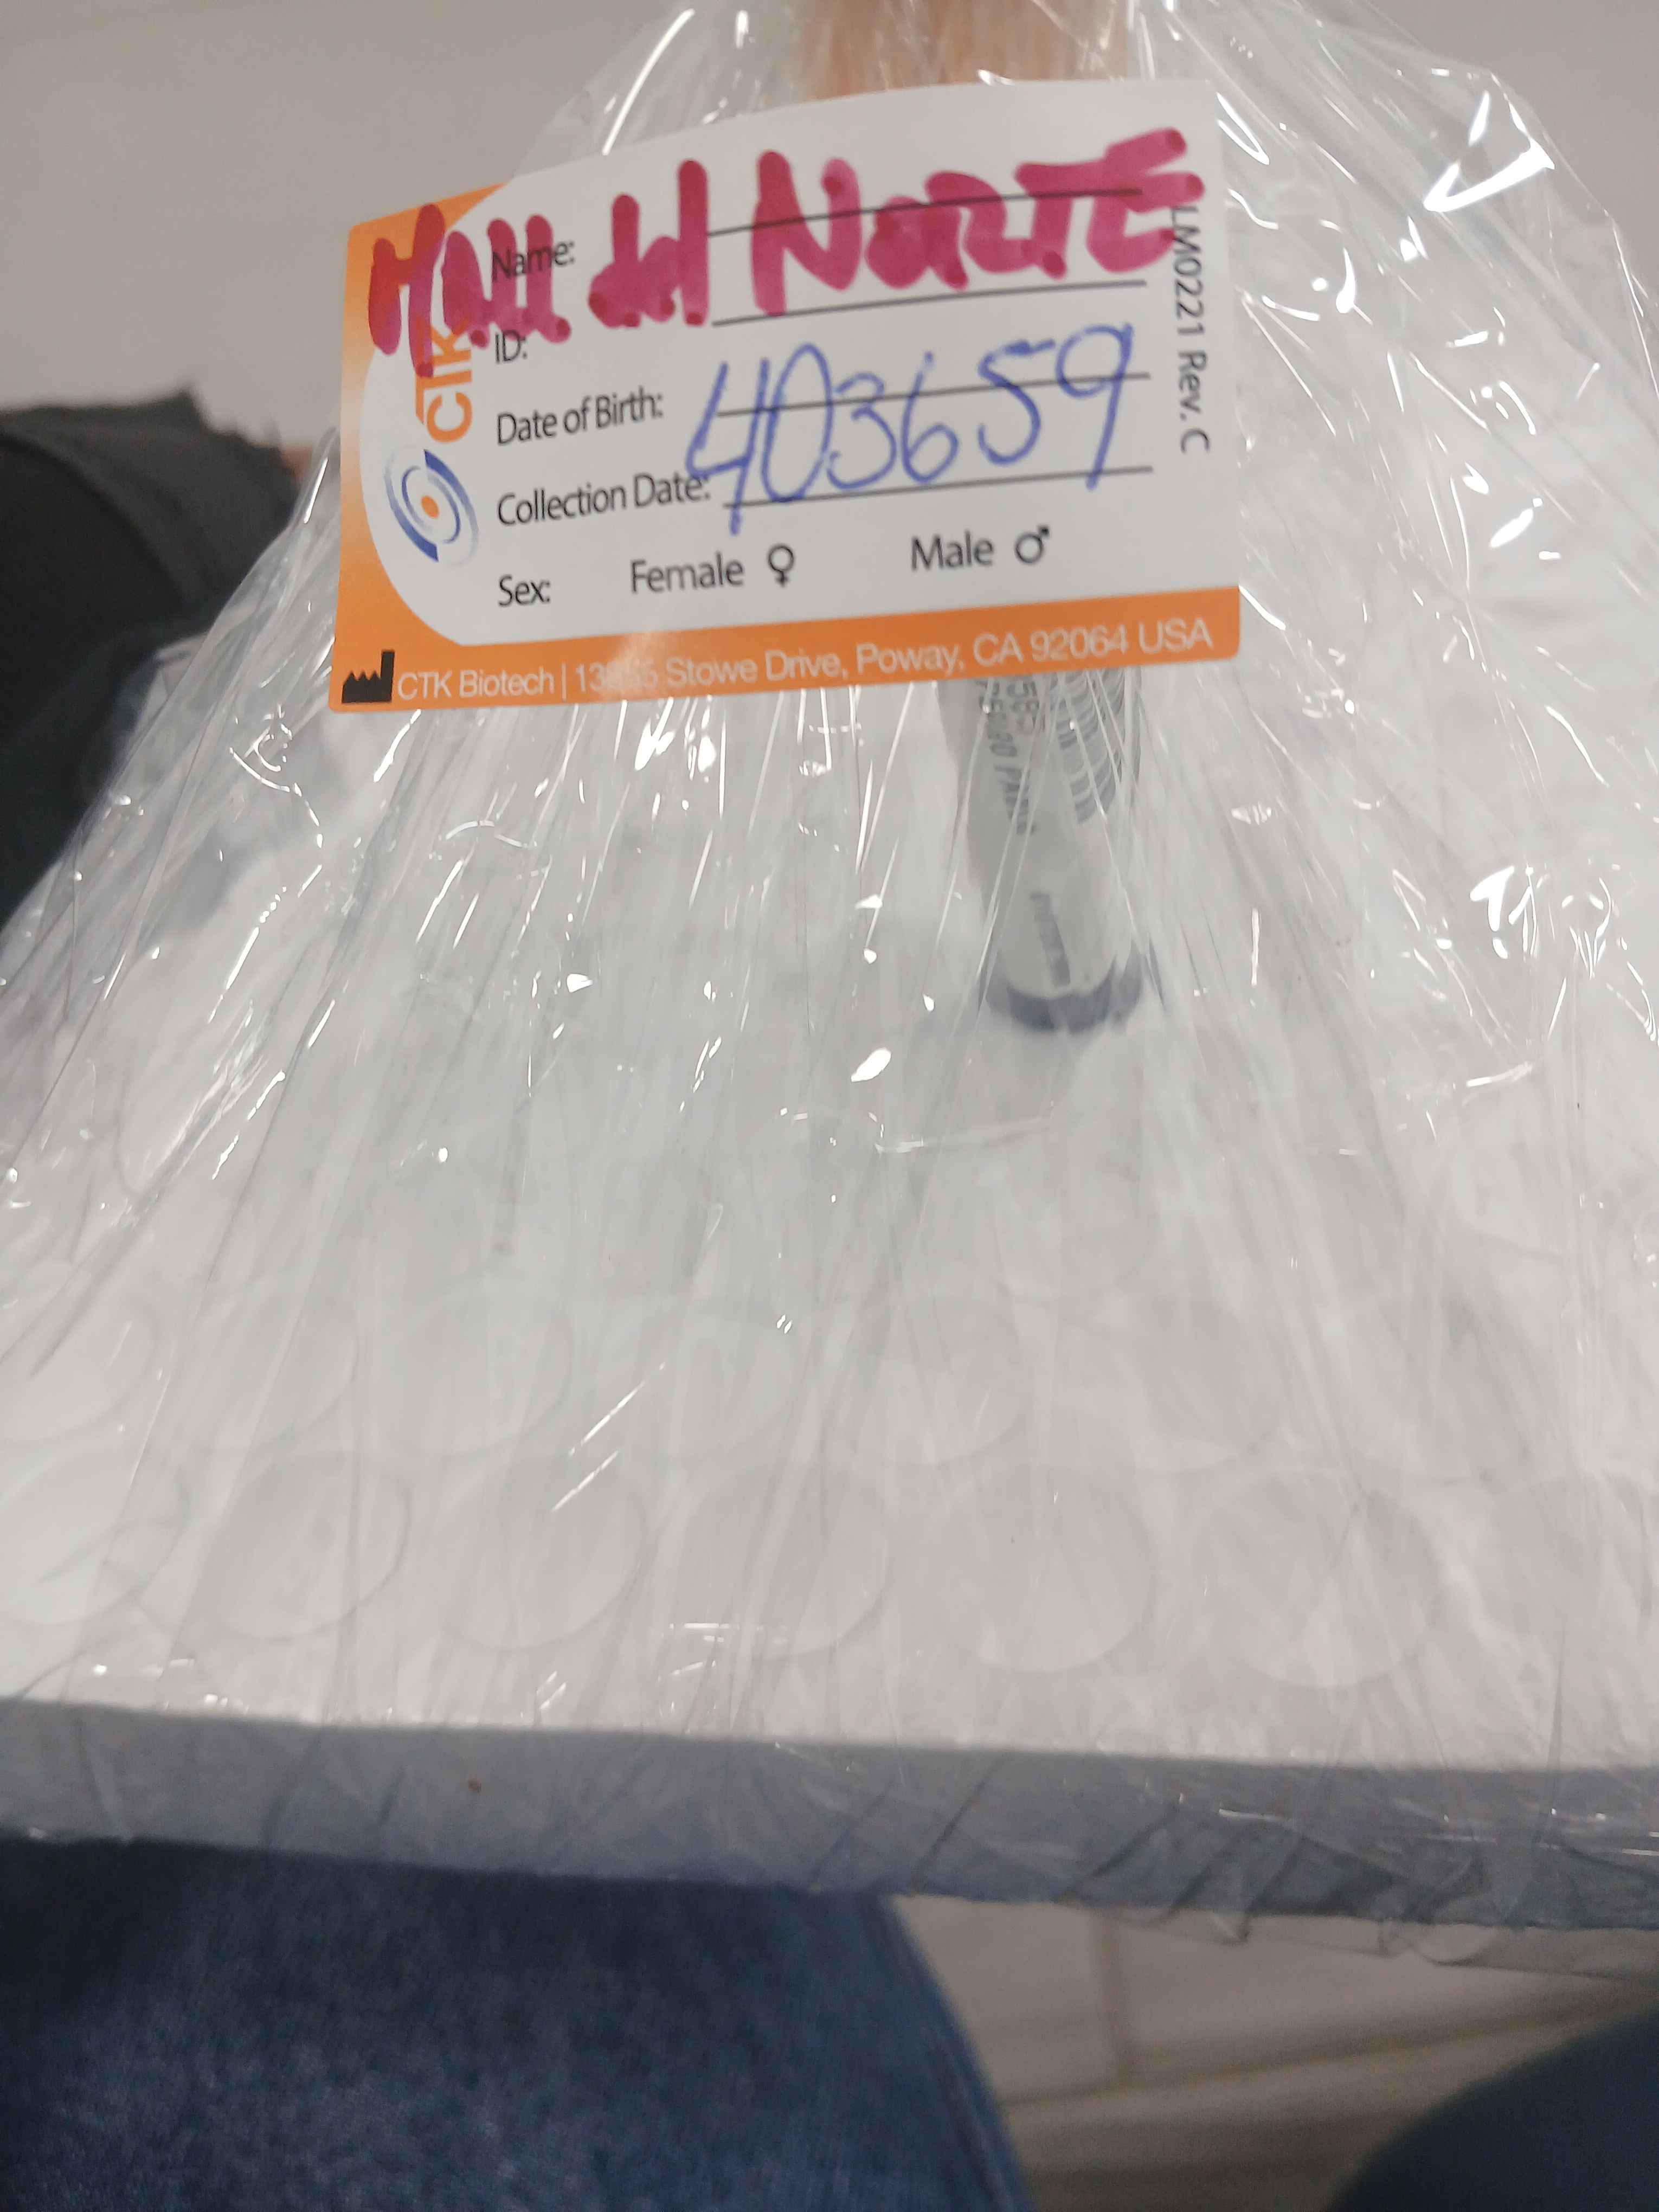 Mall del Norte
Name:
ID:
Date of Birth:
403659
Collection Date:
Sex: Female ♀ Male ♂
CTK Biotech | Stowe Drive, Poway, CA 92064 USA
LM0221 Rev. C
CTK